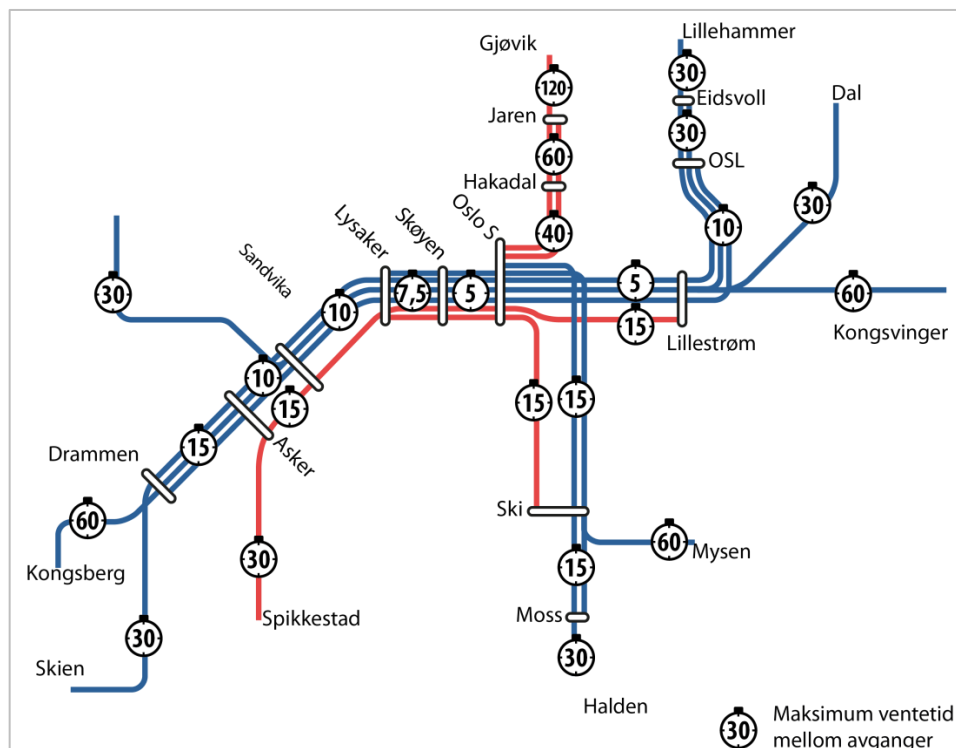 Gjøvik
Lillehammer
120
30
Eidsvoll
Dal
Jaren
30
60
OSL
Hakadal
30
Oslo S
Skøyen
Lysaker
40
10
Sandvika
30
7,5
5
5
60
10
15
Kongsvinger
Lillestrøm
10
15
15
15
Drammen
15
Asker
Ski
60
60
Mysen
Kongsberg
30
15
Moss
Spikkestad
30
30
Skien
Halden
30
Maksimum ventetid
mellom avganger